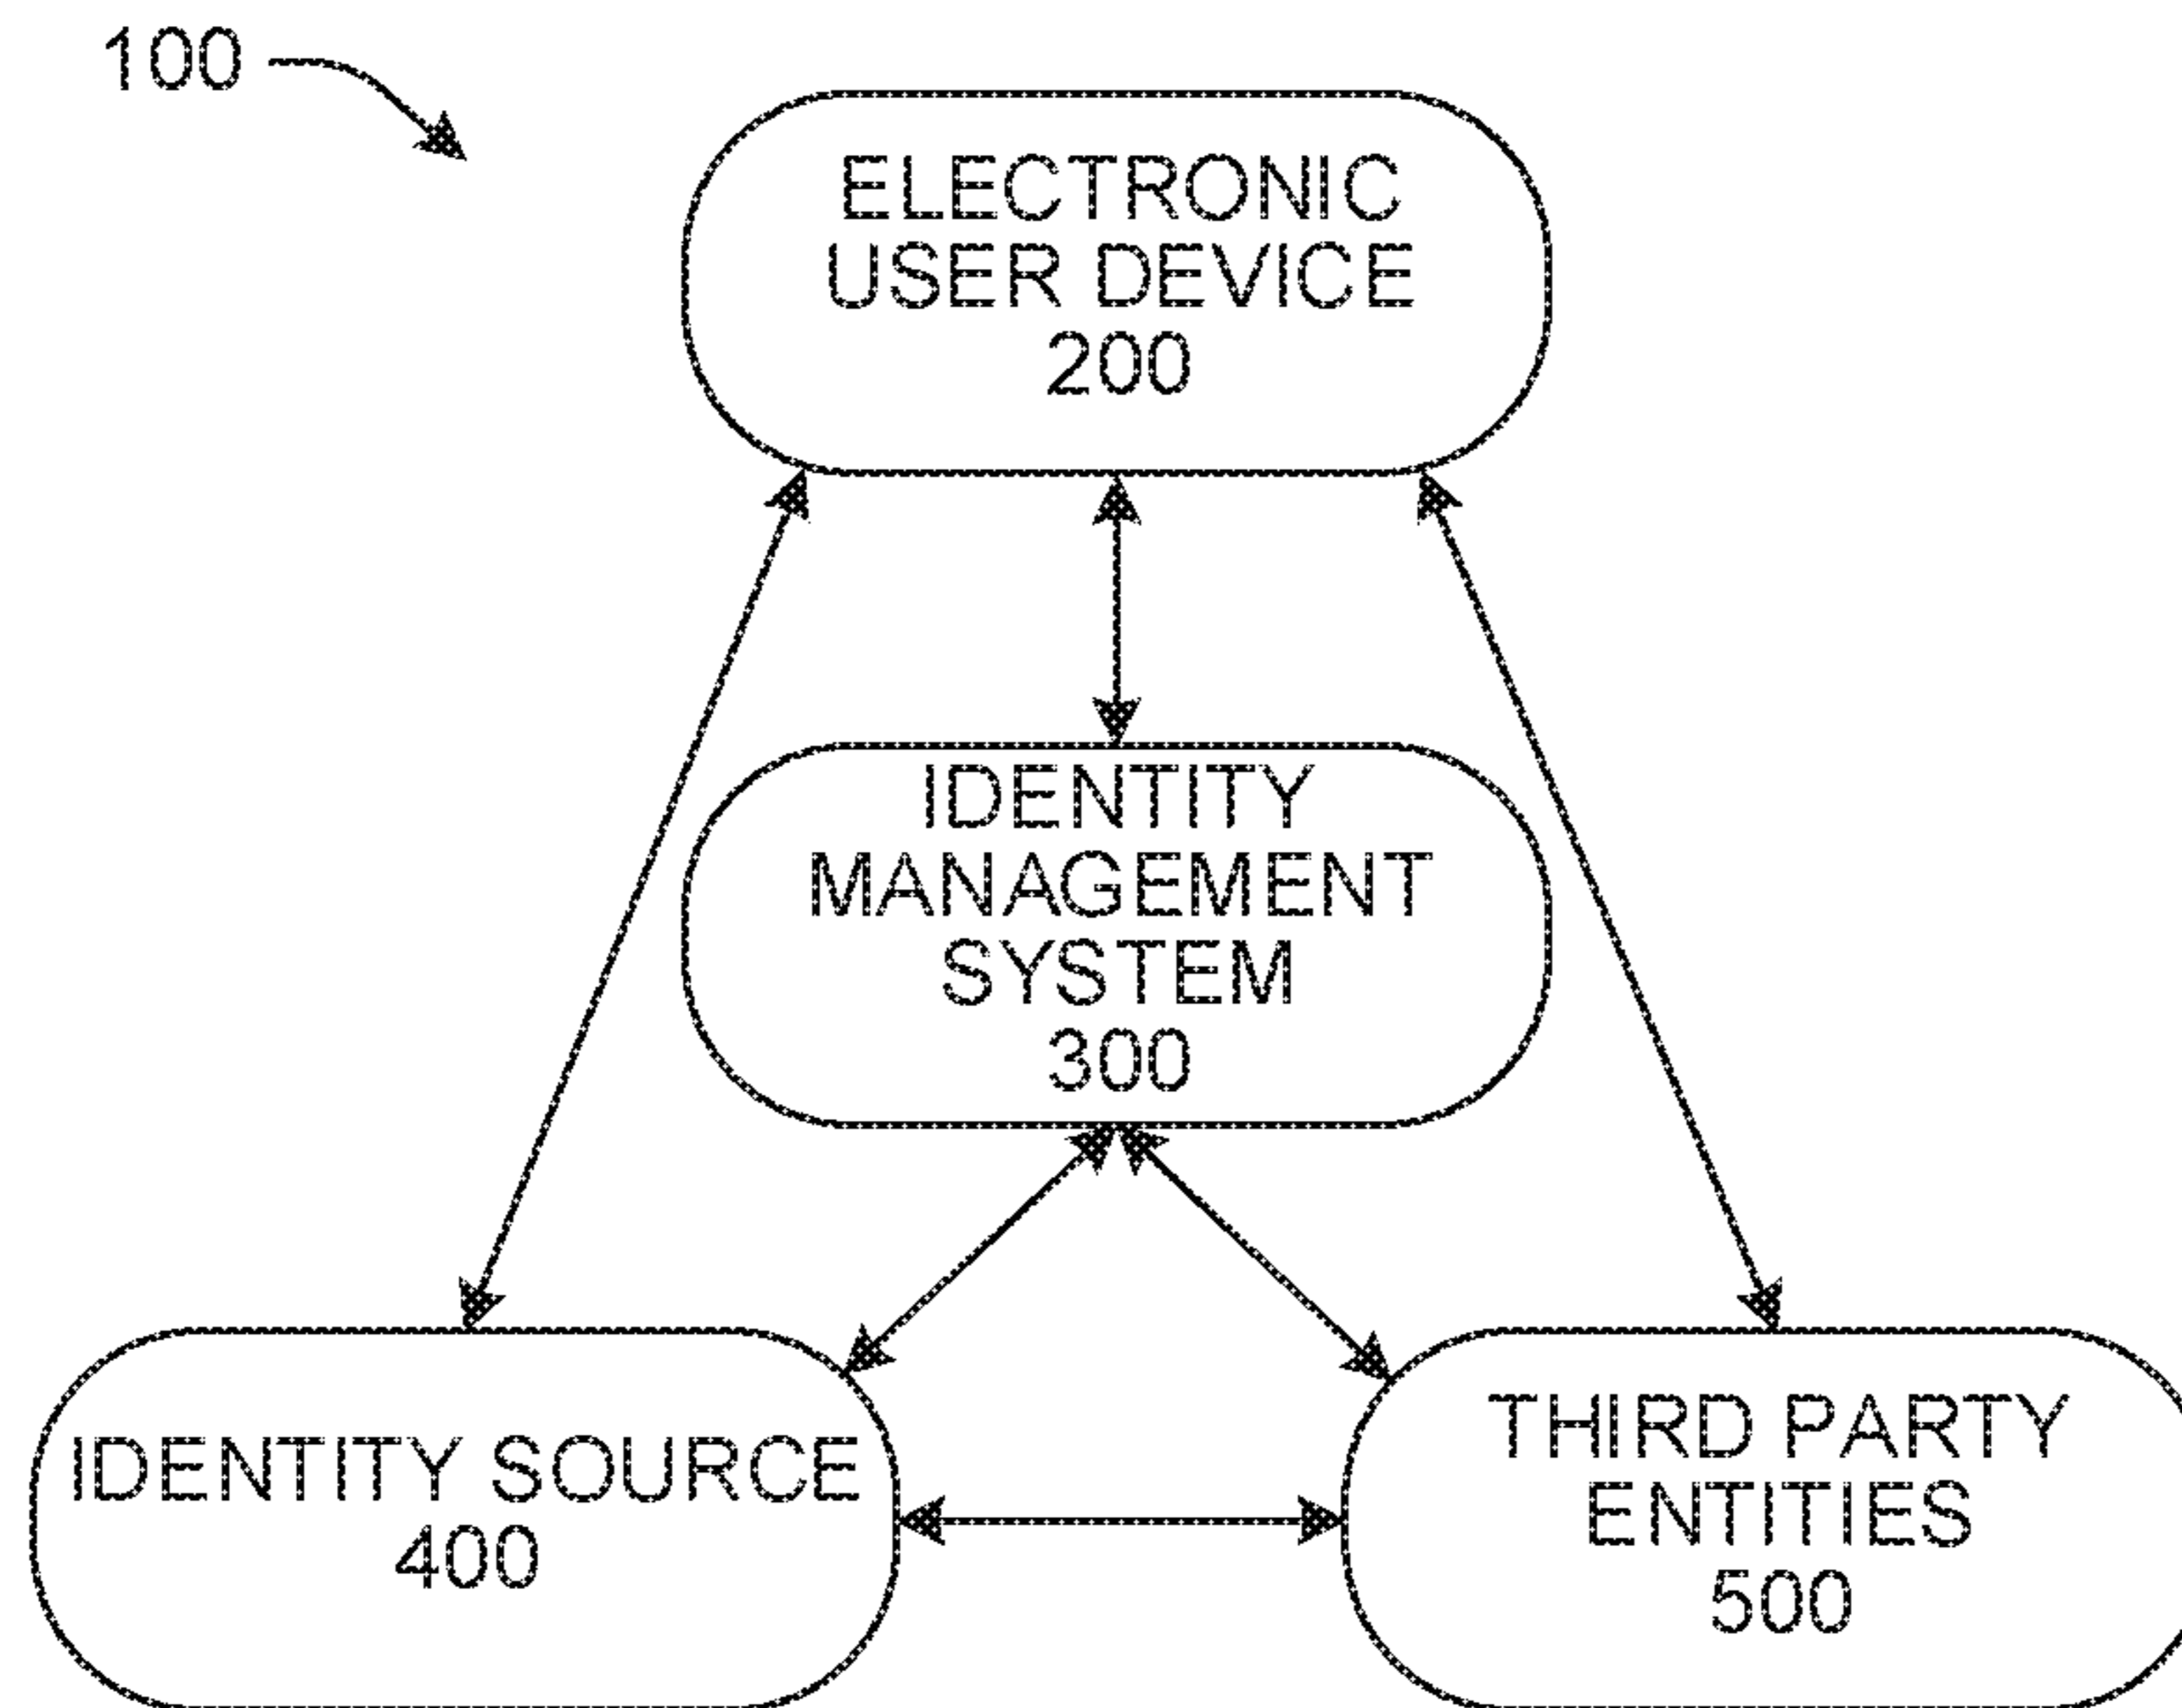 100
ELECTRONIC
USER DEVICE
200
IDENTITY
MANAGEMENT
SYSTEM
300
IDENTITY SOURCE
400
THIRD PARTY
ENTITIES
500